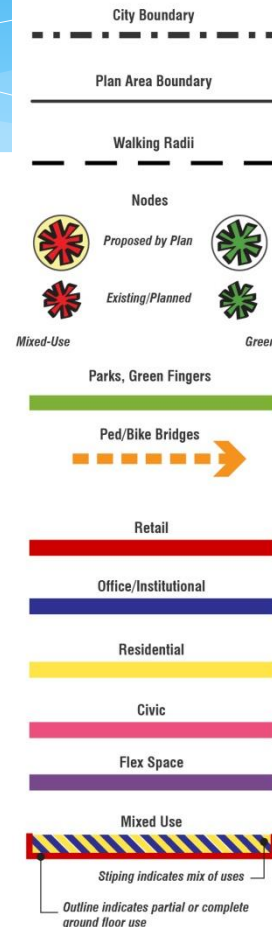 City Boundary
Plan Area Boundary
Walking Radii
Nodes
Proposed by Plan
Existing/Planned
Mixed-Use
Green
Parks, Green Fingers
Ped/Bike Bridges
Retail
Office/Institutional
Residential
Civic
Flex Space
Mixed Use
Stiping indicates mix of uses
Outline indicates partial or complete
ground floor use